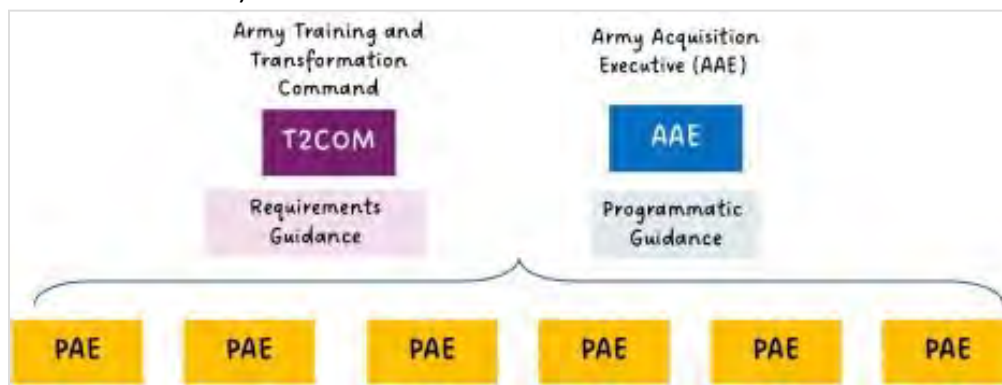 Army Training and
Transformation
Command
T2COM
Requirements
Guidance
Army Acquisition
Executive (AAE)
AAE
Programmatic
Guidance
PAE PAE PAE PAE PAE PAE